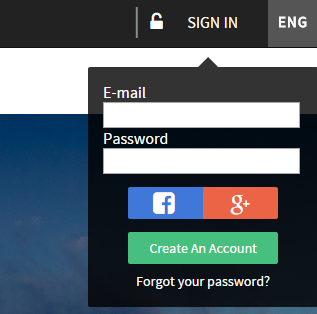 SIGN IN
ENG
E-mail
Password
f
g+
Create An Account
Forgot your password?